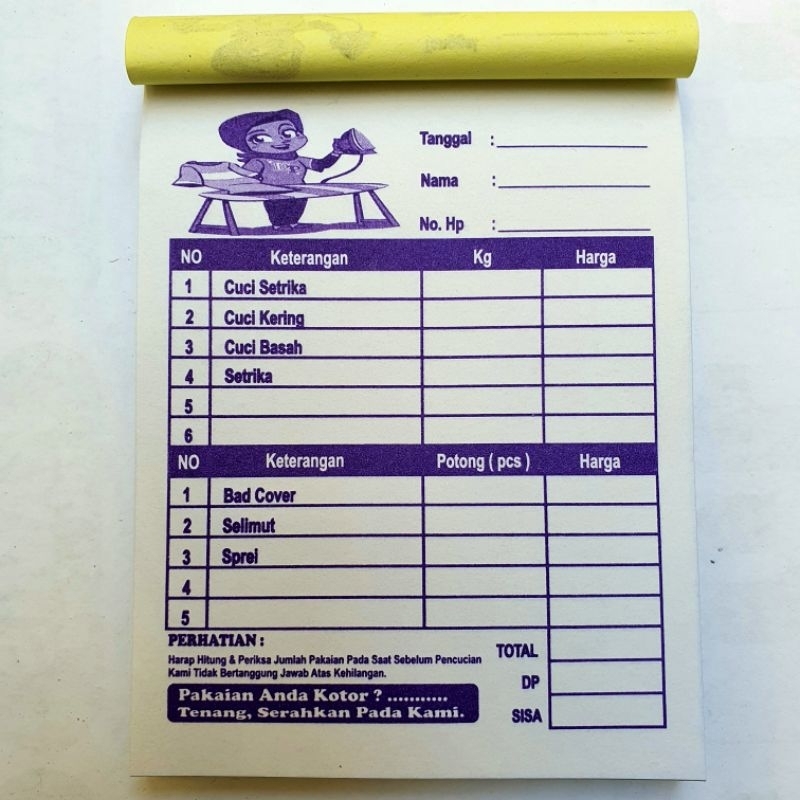 Tanggal :
Nama :
No. Hp :
NO Keterangan Kg Harga
1 Cuci Setrika
2 Cuci Kering
3 Cuci Basah
4 Setrika
5
6
NO Keterangan Potong ( pcs ) Harga
1 Bad Cover
2 Selimut
3 Sprei
4
5
PERHATIAN :
Harap Hitung & Periksa Jumlah Pakaian Pada Saat Sebelum Pencucian
Kami Tidak Bertanggung Jawab Atas Kehilangan.
Pakaian Anda Kotor ? ...........
Tenang, Serahkan Pada Kami.
TOTAL
DP
SISA